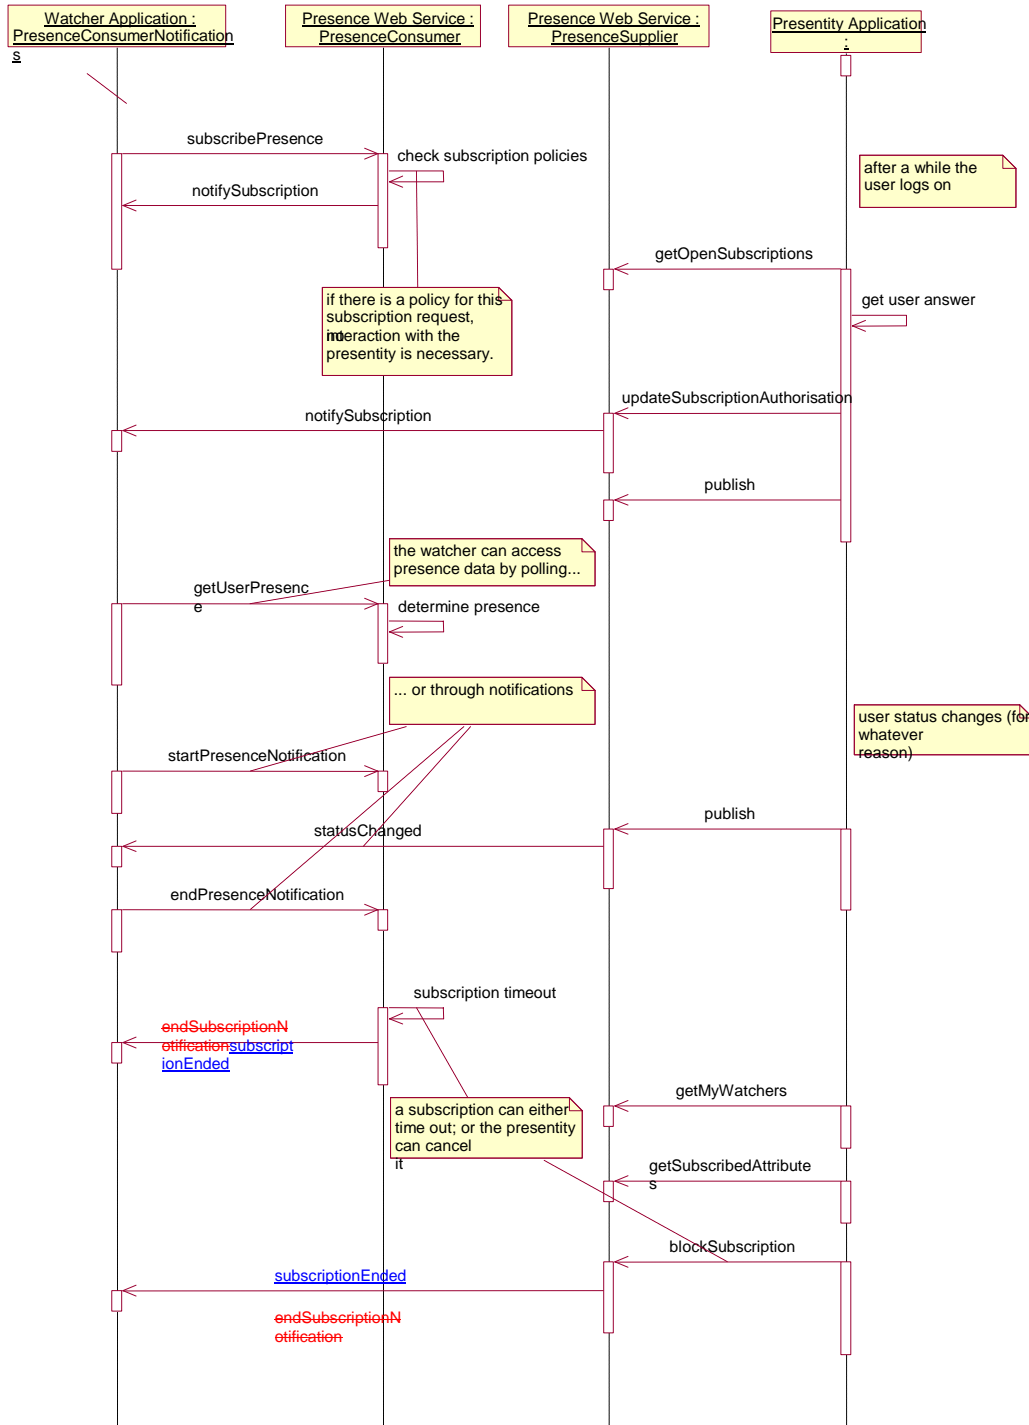 Watcher Application :
PresenceConsumerNotification
s
Presence Web Service :
PresenceConsumer
Presence Web Service :
PresenceSupplier
Presentity Application
:
subscribePresence
check subscription policies
after a while the
user logs on
notifySubscription
getOpenSubscriptions
if there is a policy for this
subscription request,
no
interaction with the
presentity is necessary.
get user answer
updateSubscriptionAuthorisation
notifySubscription
publish
the watcher can access
presence data by polling...
getUserPresenc
e
determine presence
... or through notifications
user status changes (for
whatever
reason)
startPresenceNotification
publish
statusChanged
endPresenceNotification
subscription timeout
endSubscriptionN
otificationsubscript
ionEnded
getMyWatchers
a subscription can either
time out; or the presentity
can cancel
it
getSubscribedAttribute
s
blockSubscription
subscriptionEnded
endSubscriptionN
otification